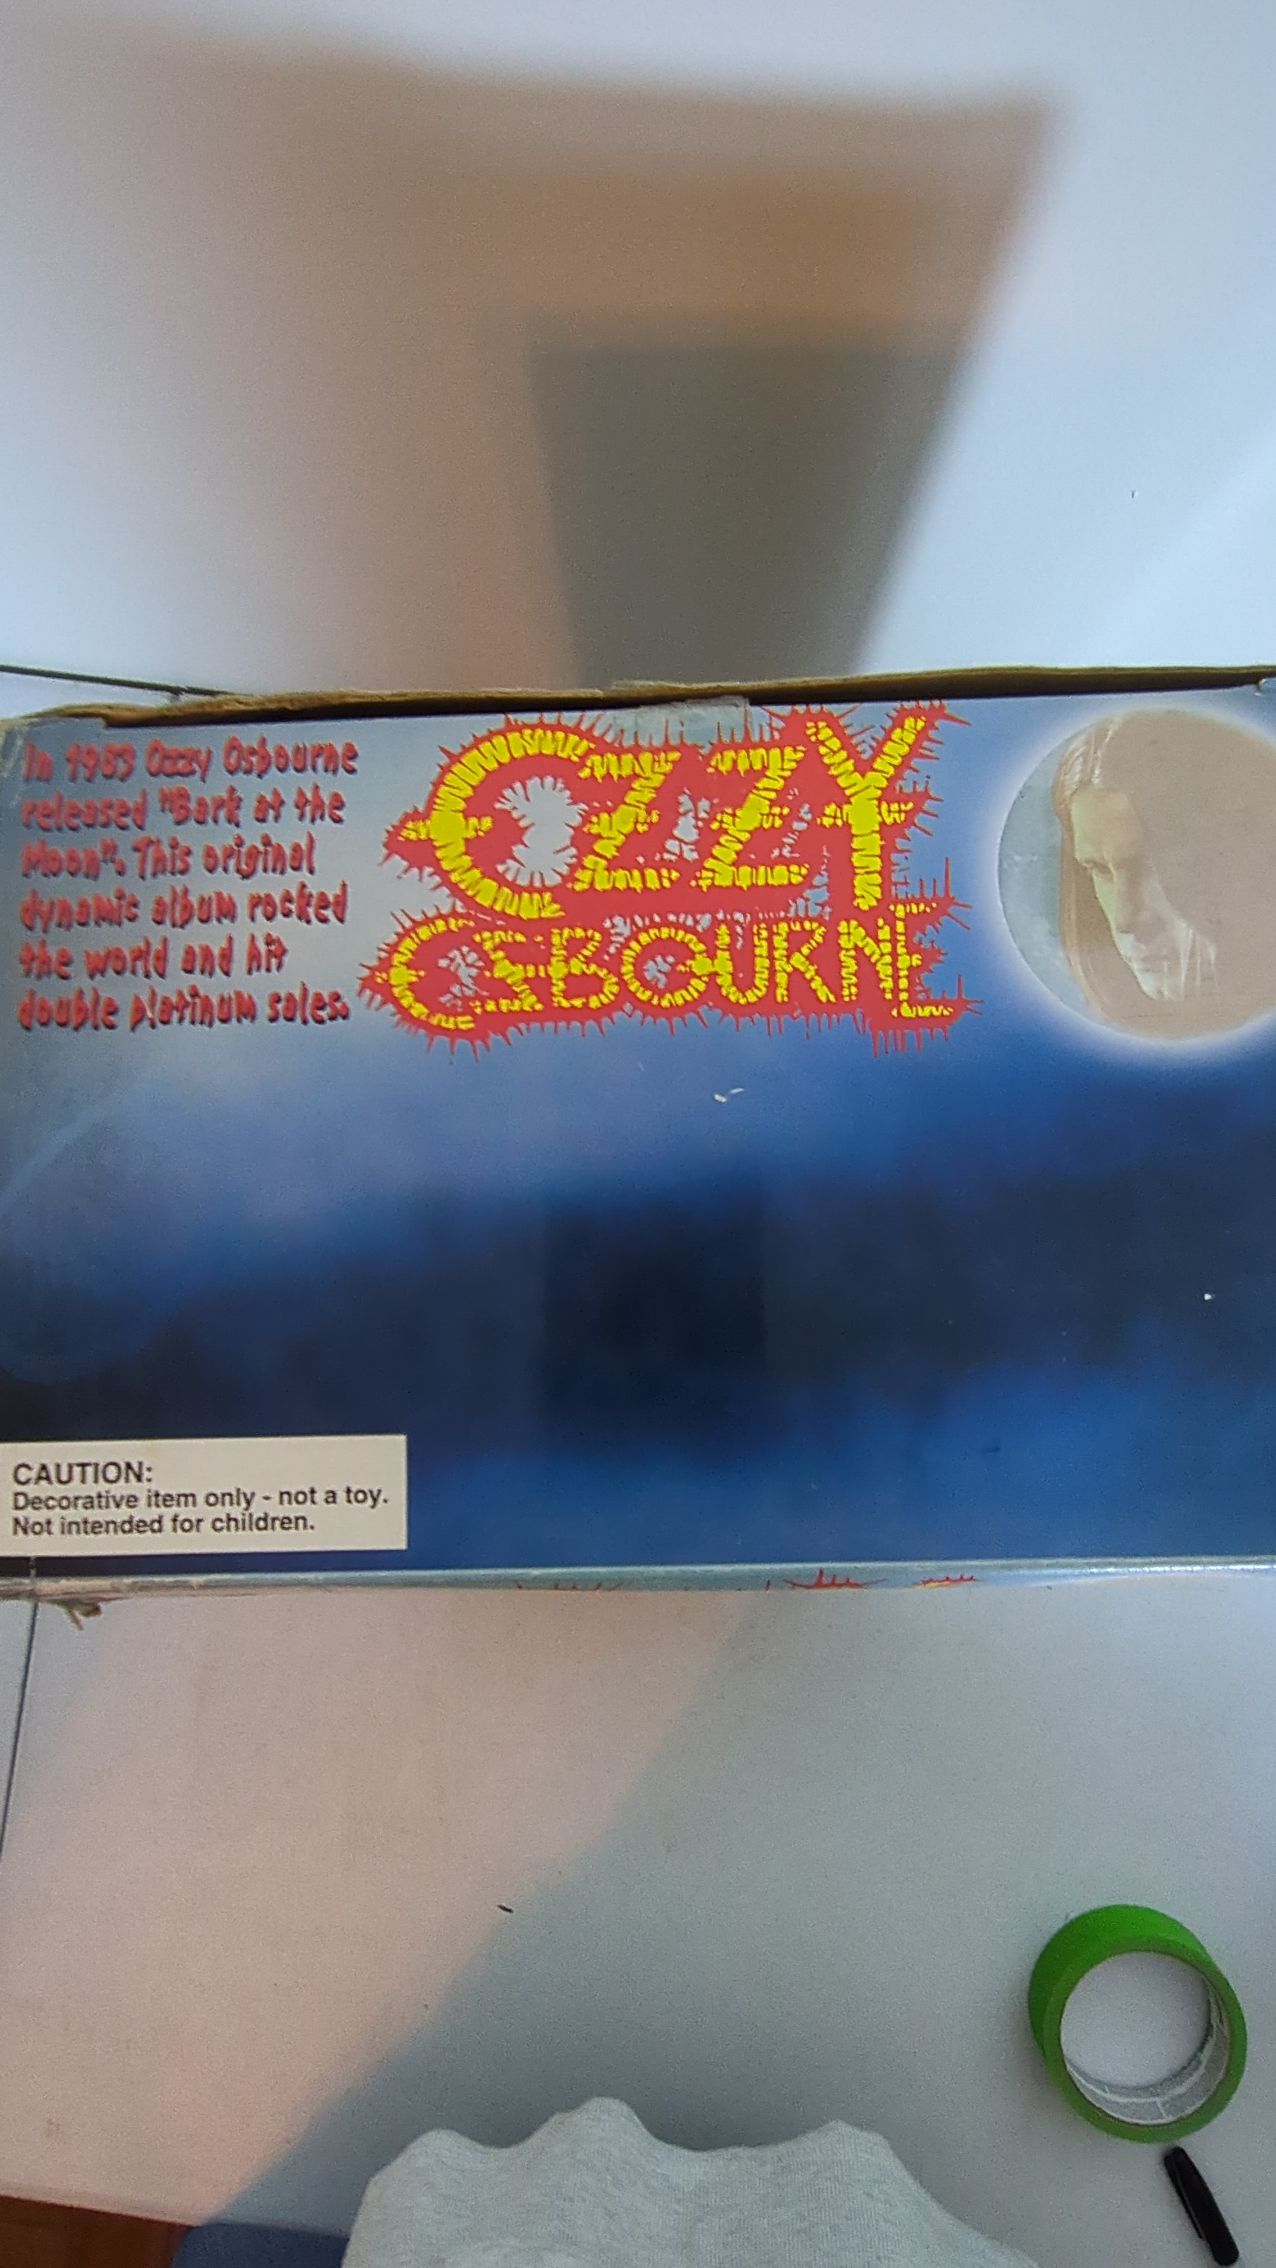 In 1983 Ozzy Osbourne
released "Bark at the
Moon". This original
dynamic album rocked
the world and hit
double platinum sales.
OZZY
OSBOURNE
CAUTION:
Decorative item only - not a toy.
Not intended for children.